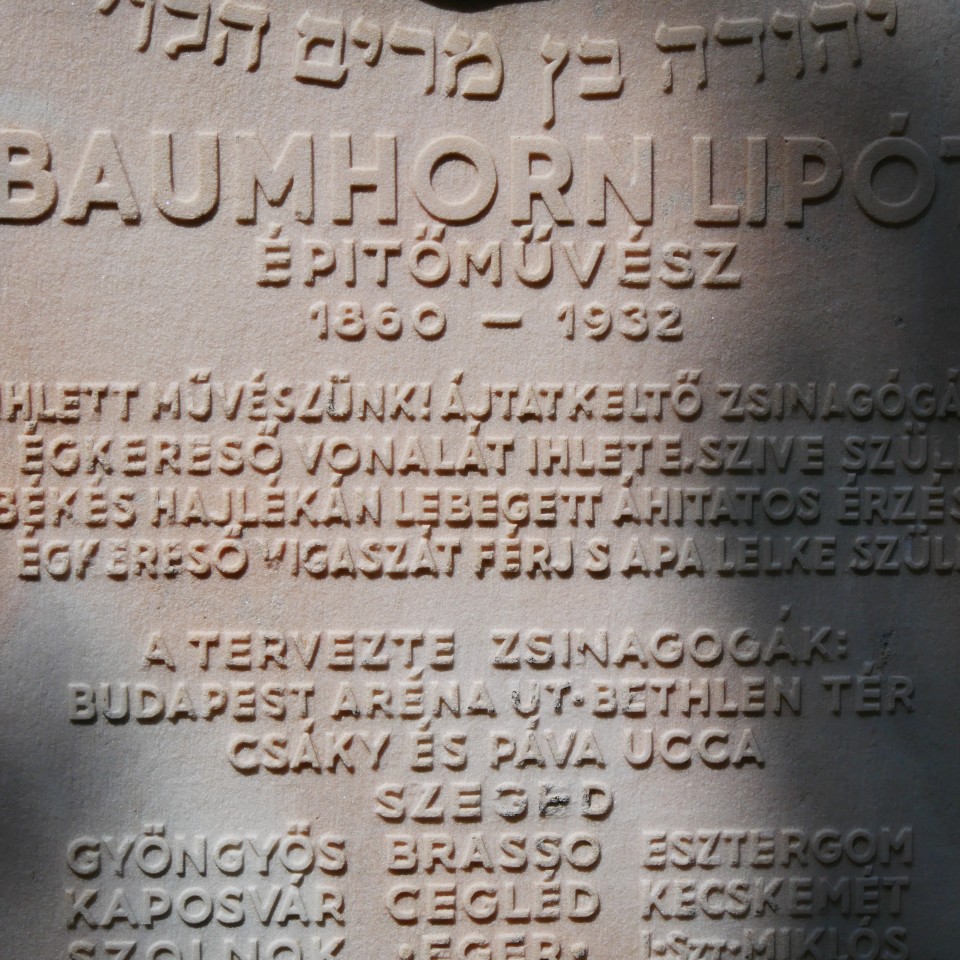 יהודה בן מרים הכו
BAUMHORN LIPÓT
ÉPITŐMŰVÉSZ
1860 – 1932
IHLETT MŰVÉSZÜNK! ÁJTATKELTŐ ZSINAGÓGÁ
ÉGKERESŐ VONALÁT IHLETE.SZIVE SZÜL
BÉKÉS HAJLÉKÁN LEBEGETT ÁHITATOS ÉRZÉS
ÉGKERESŐ VIGASZÁT FÉRJ S APA LELKE SZÜL
A TERVEZTE ZSINAGOGÁK:
BUDAPEST ARÉNA UT·BETHLEN TÉR
CSÁKY ÉS PÁVA UCCA
SZEGED
GYÖNGYÖS BRASSO ESZTERGOM
KAPOSVÁR CEGLÉD KECSKEMÉT
SZOLNOK ·EGER· T·SZT·MIKLÓS